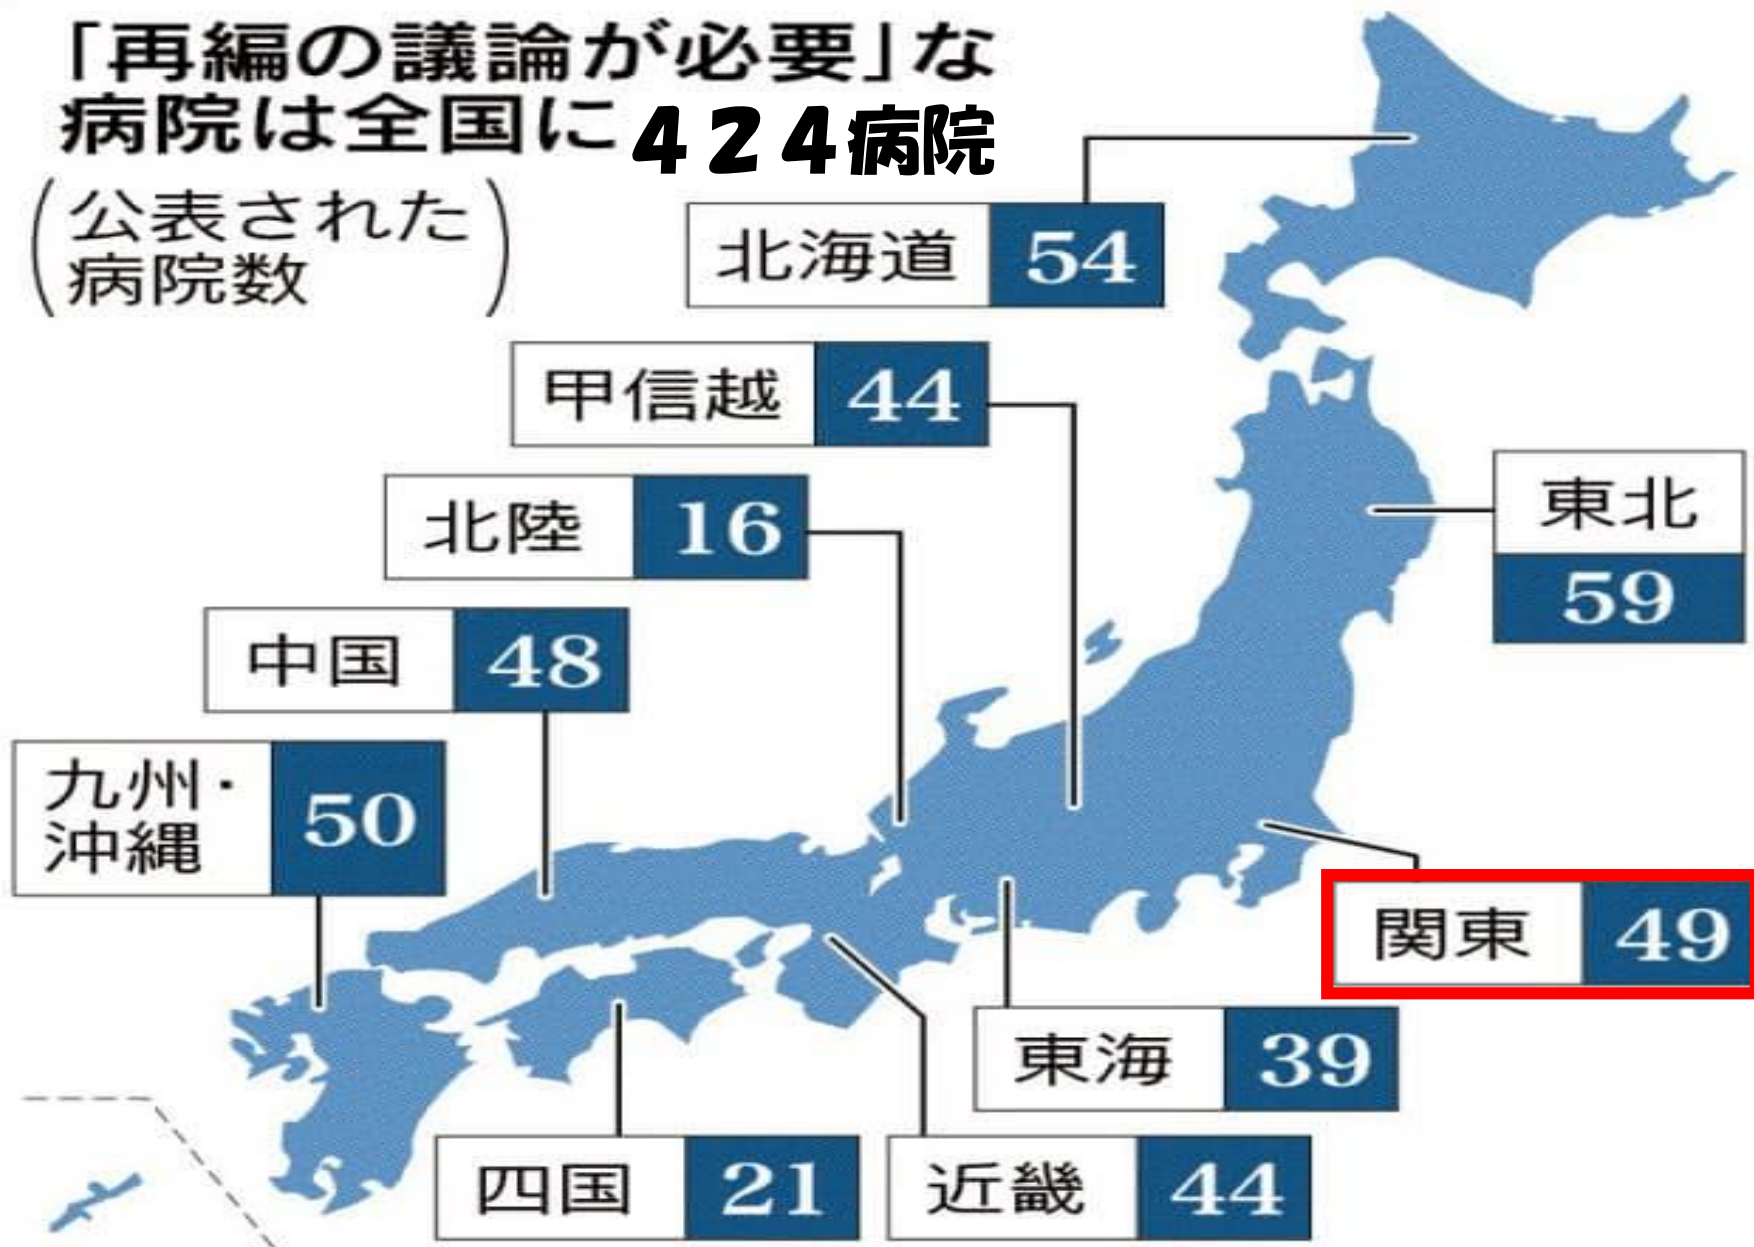 「再編の議論が必要」な
病院は全国に４２４病院
（公表された
病院数）
北海道 54
甲信越 44
北陸 16
東北
59
中国 48
九州・
沖縄 50
関東 49
東海 39
四国 21
近畿 44